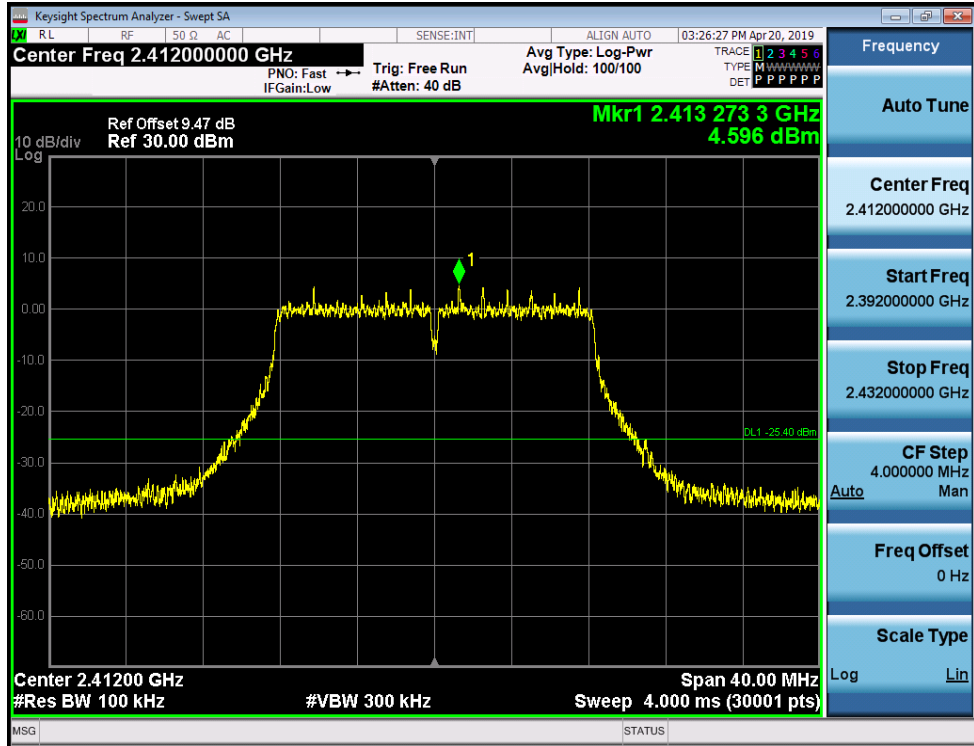 Keysight Spectrum Analyzer - Swept SA
LXI RL RF 50 Ω AC SENSE:INT ALIGN AUTO 03:26:27 PM Apr 20, 2019
Center Freq 2.412000000 GHz
PNO: Fast
IFGain:Low
Trig: Free Run
#Atten: 40 dB
Avg Type: Log-Pwr
Avg|Hold: 100/100
TRACE 1 2 3 4 5 6
TYPE M WWWWW
DET P P P P P P
Mkr1 2.413 273 3 GHz
4.596 dBm
Ref Offset 9.47 dB
10 dB/div Ref 30.00 dBm
Log
20.0
10.0
1
0.00
-10.0
-20.0
DL1 -25.40 dBm
-30.0
-40.0
-50.0
-60.0
Center 2.41200 GHz Span 40.00 MHz
#Res BW 100 kHz #VBW 300 kHz Sweep 4.000 ms (30001 pts)
MSG STATUS
Frequency
Auto Tune
Center Freq
2.412000000 GHz
Start Freq
2.392000000 GHz
Stop Freq
2.432000000 GHz
CF Step
4.000000 MHz
Auto Man
Freq Offset
0 Hz
Scale Type
Log Lin